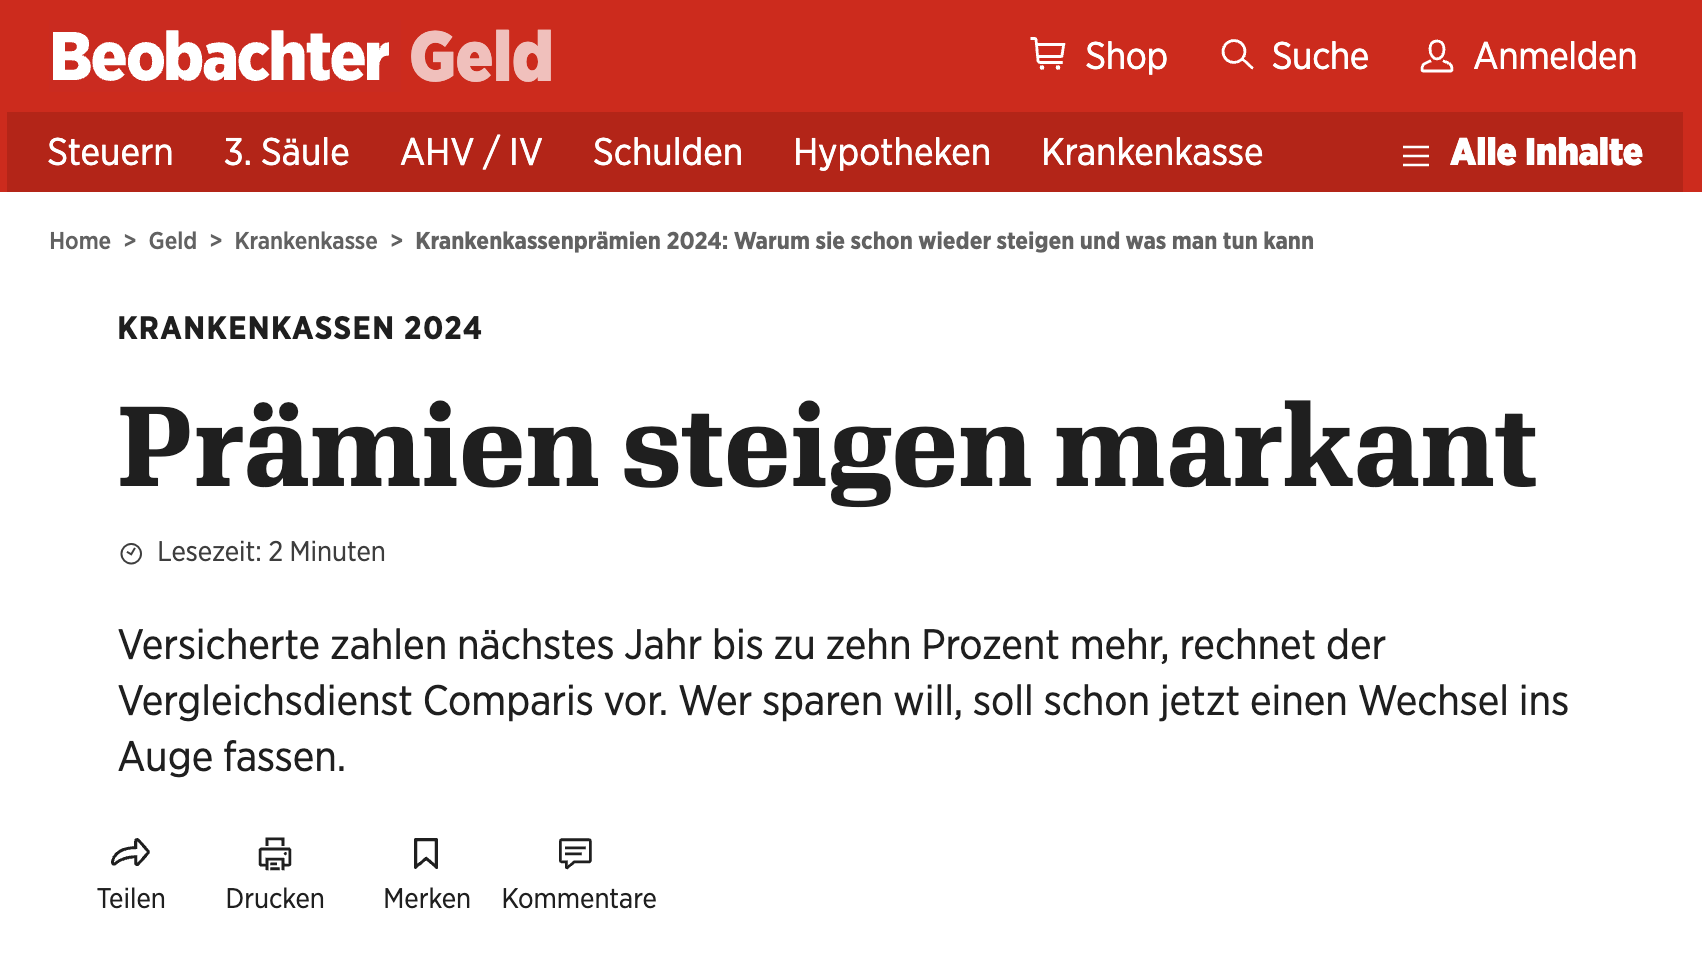 Beobachter Geld
Shop Suche Anmelden
Steuern 3. Säule AHV / IV Schulden Hypotheken Krankenkasse Alle Inhalte
Home > Geld > Krankenkasse > Krankenkassenprämien 2024: Warum sie schon wieder steigen und was man tun kann
KRANKENKASSEN 2024
Prämien steigen markant
Lesezeit: 2 Minuten
Versicherte zahlen nächstes Jahr bis zu zehn Prozent mehr, rechnet der
Vergleichsdienst Comparis vor. Wer sparen will, soll schon jetzt einen Wechsel ins
Auge fassen.
Teilen Drucken Merken Kommentare